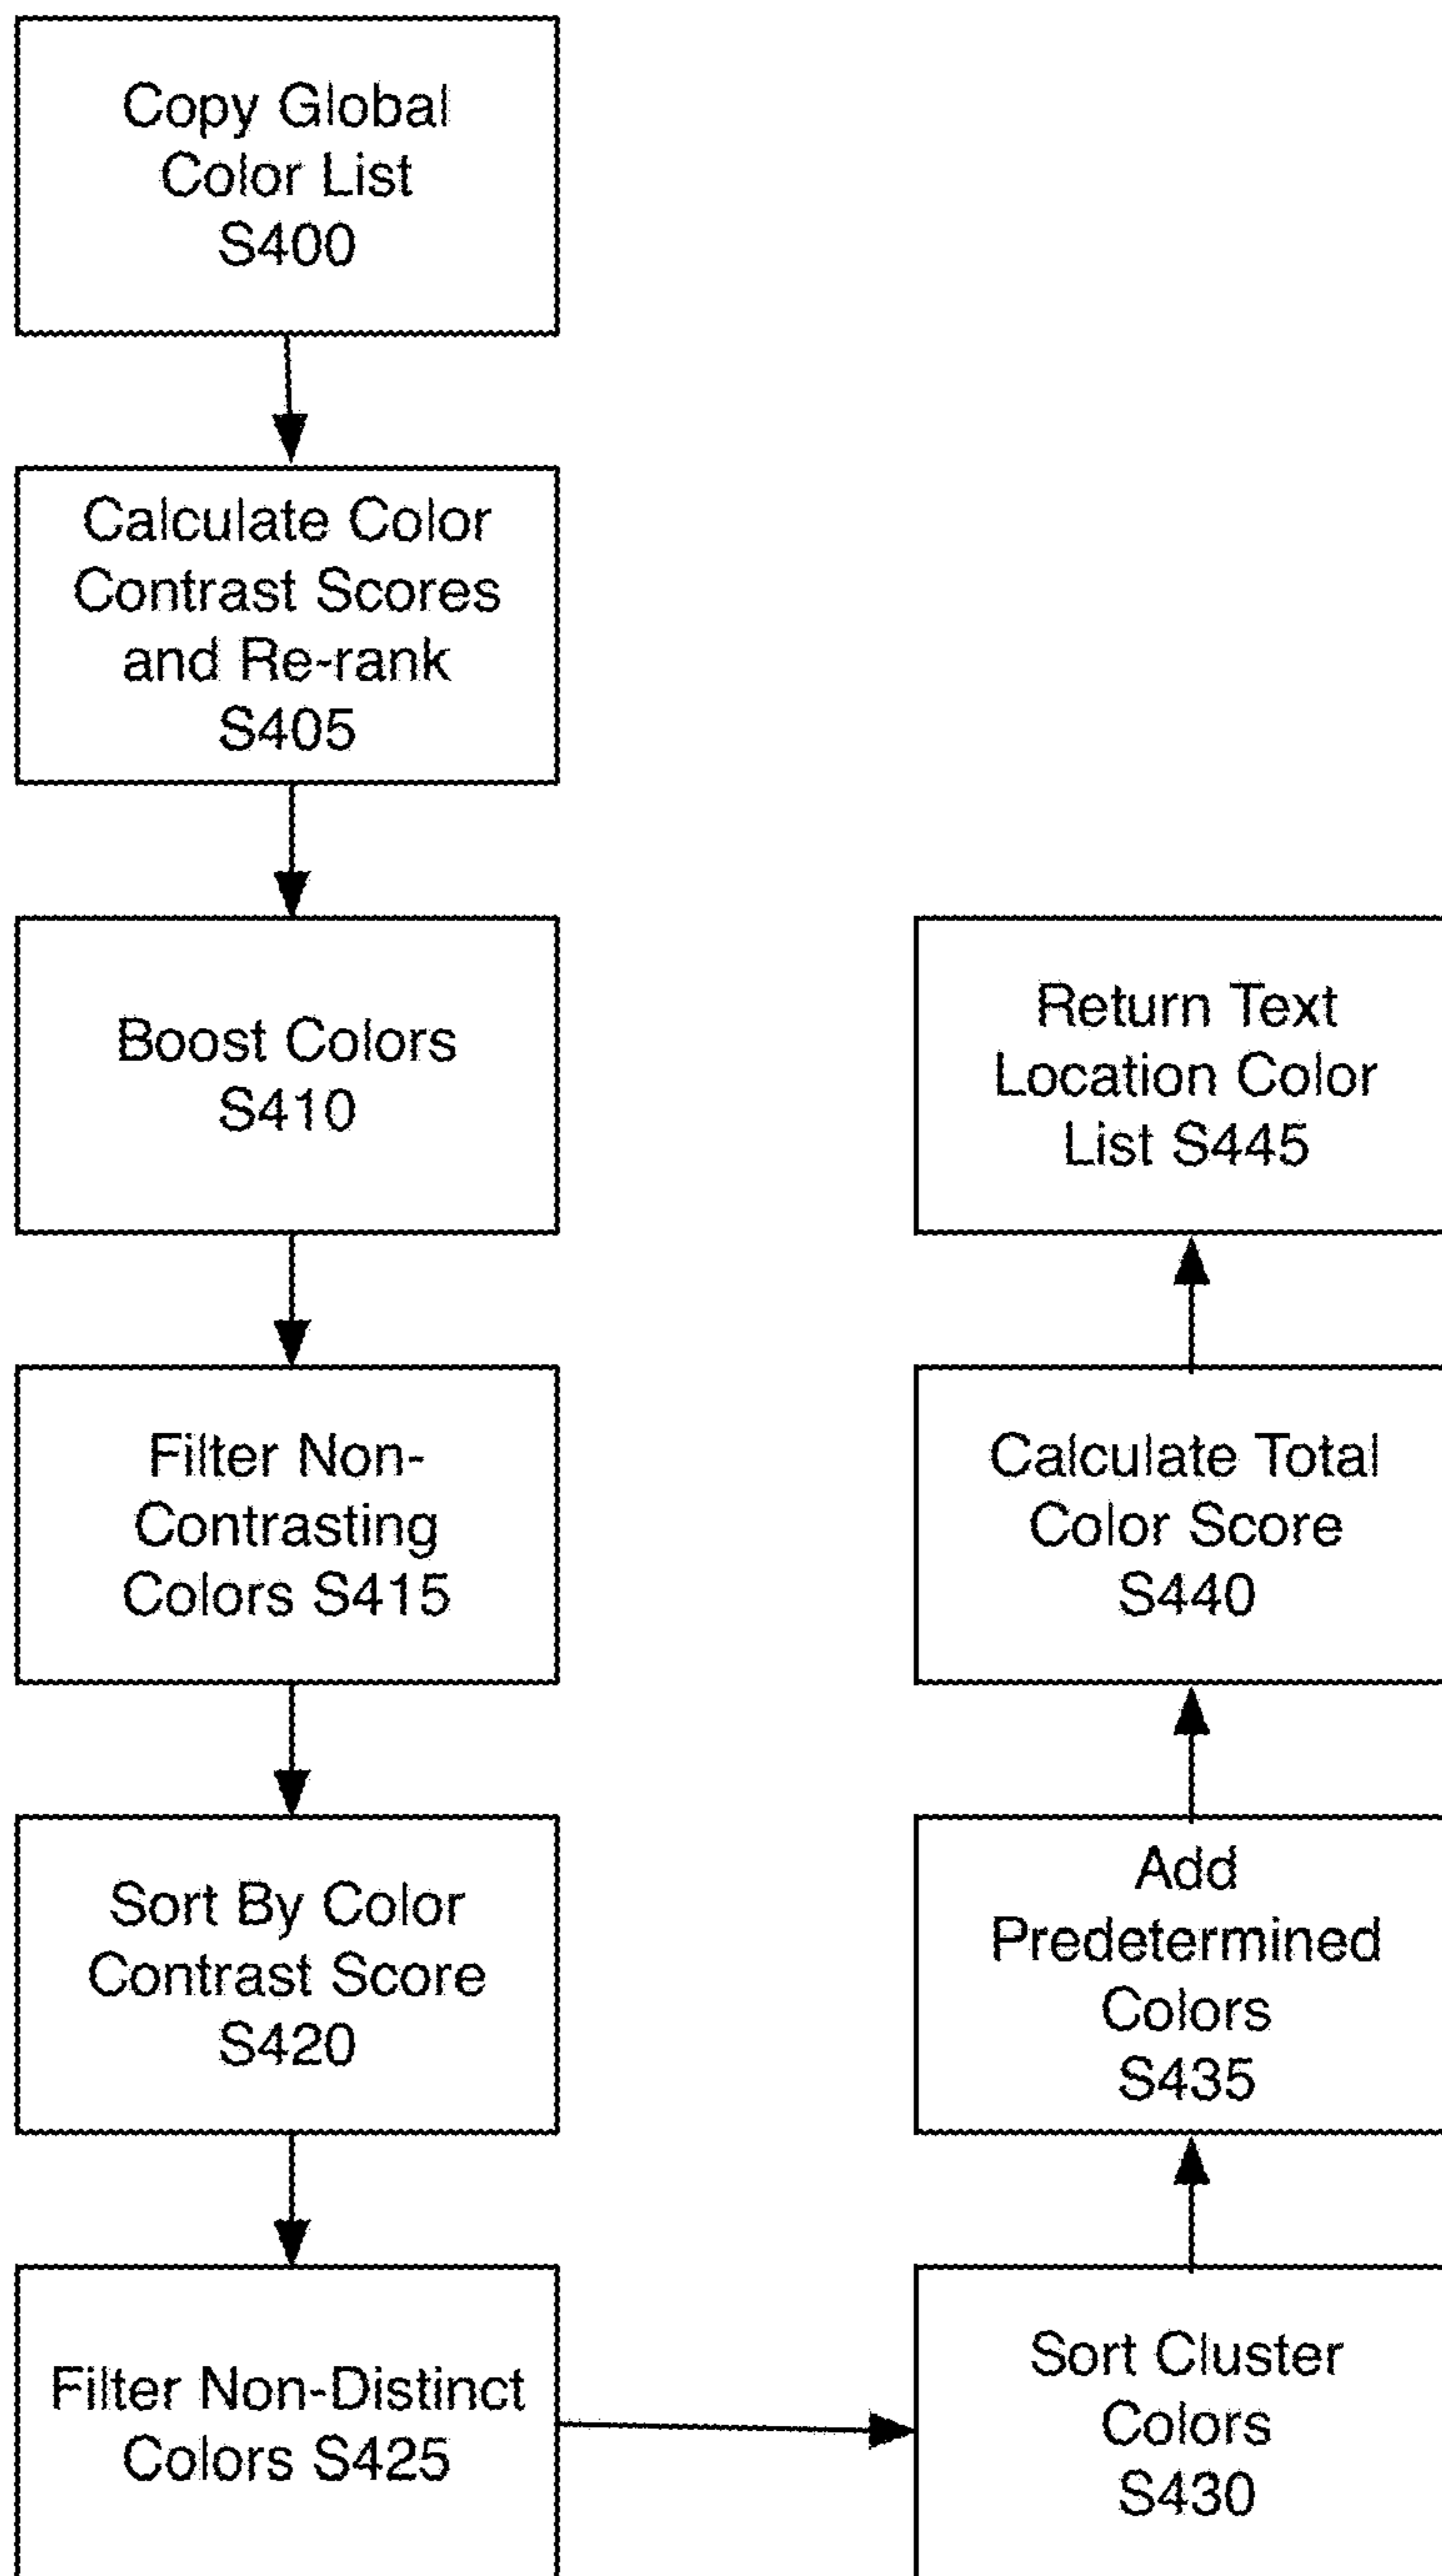 Copy Global
Color List
S400
Calculate Color
Contrast Scores
and Re-rank
S405
Boost Colors
S410
Filter Non-
Contrasting
Colors S415
Sort By Color
Contrast Score
S420
Filter Non-Distinct
Colors S425
Sort Cluster
Colors
S430
Add
Predetermined
Colors
S435
Calculate Total
Color Score
S440
Return Text
Location Color
List S445